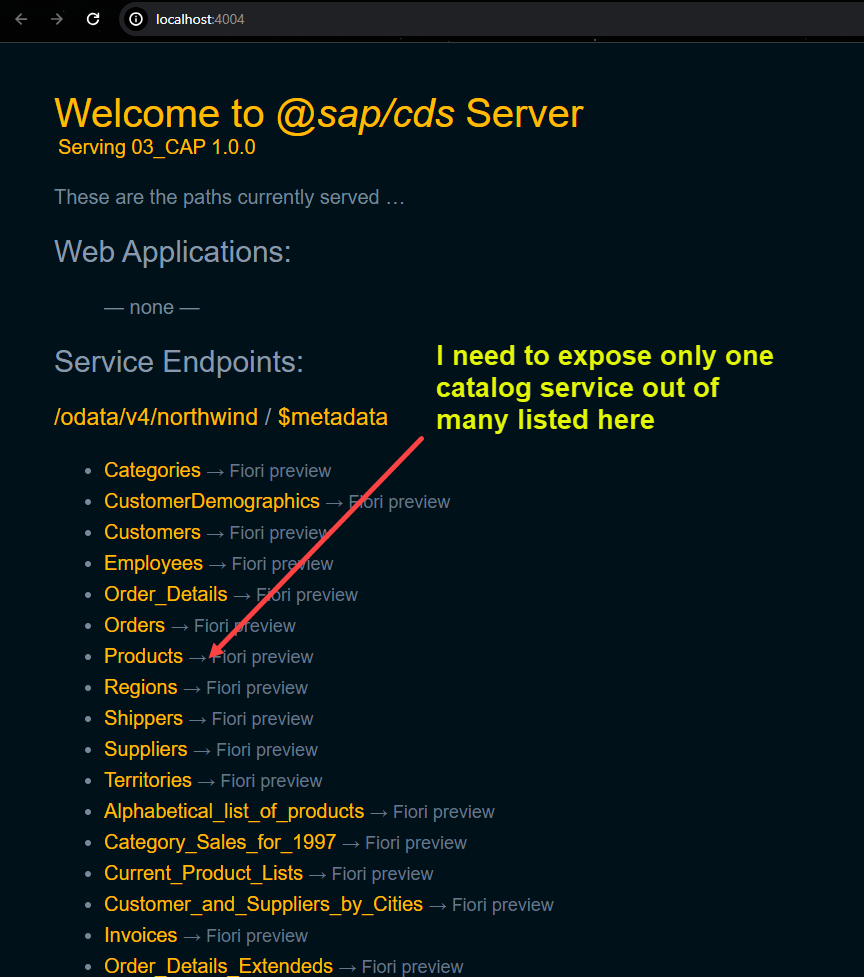 localhost:4004
Welcome to @sap/cds Server
Serving 03_CAP 1.0.0
These are the paths currently served …
Web Applications:
— none —
Service Endpoints:
I need to expose only one
catalog service out of
many listed here
/odata/v4/northwind / $metadata
Categories → Fiori preview
CustomerDemographics → Fiori preview
Customers → Fiori preview
Employees → Fiori preview
Order_Details → Fiori preview
Orders → Fiori preview
Products → Fiori preview
Regions → Fiori preview
Shippers → Fiori preview
Suppliers → Fiori preview
Territories → Fiori preview
Alphabetical_list_of_products → Fiori preview
Category_Sales_for_1997 → Fiori preview
Current_Product_Lists → Fiori preview
Customer_and_Suppliers_by_Cities → Fiori preview
Invoices → Fiori preview
Order_Details_Extendeds → Fiori preview